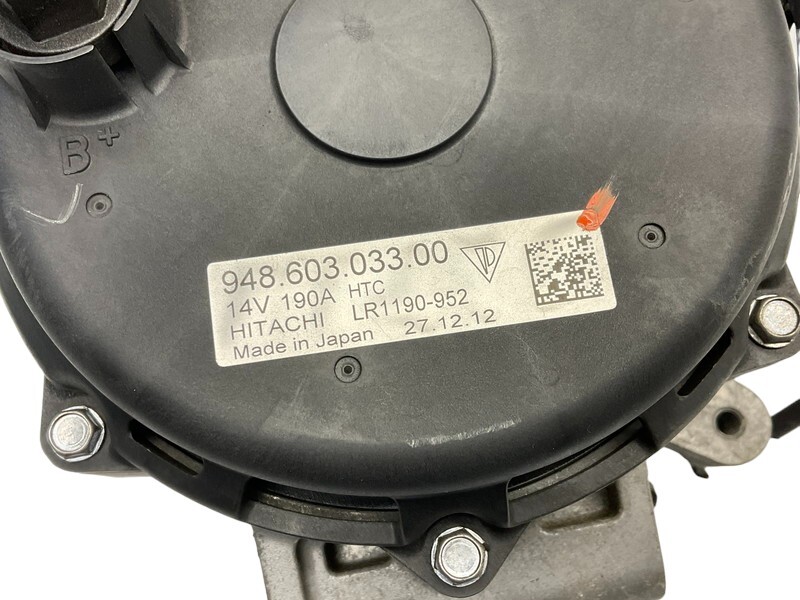 B+
948.603.033.00
14V 190A HTC
HITACHI LR1190-952
Made in Japan 27.12.12